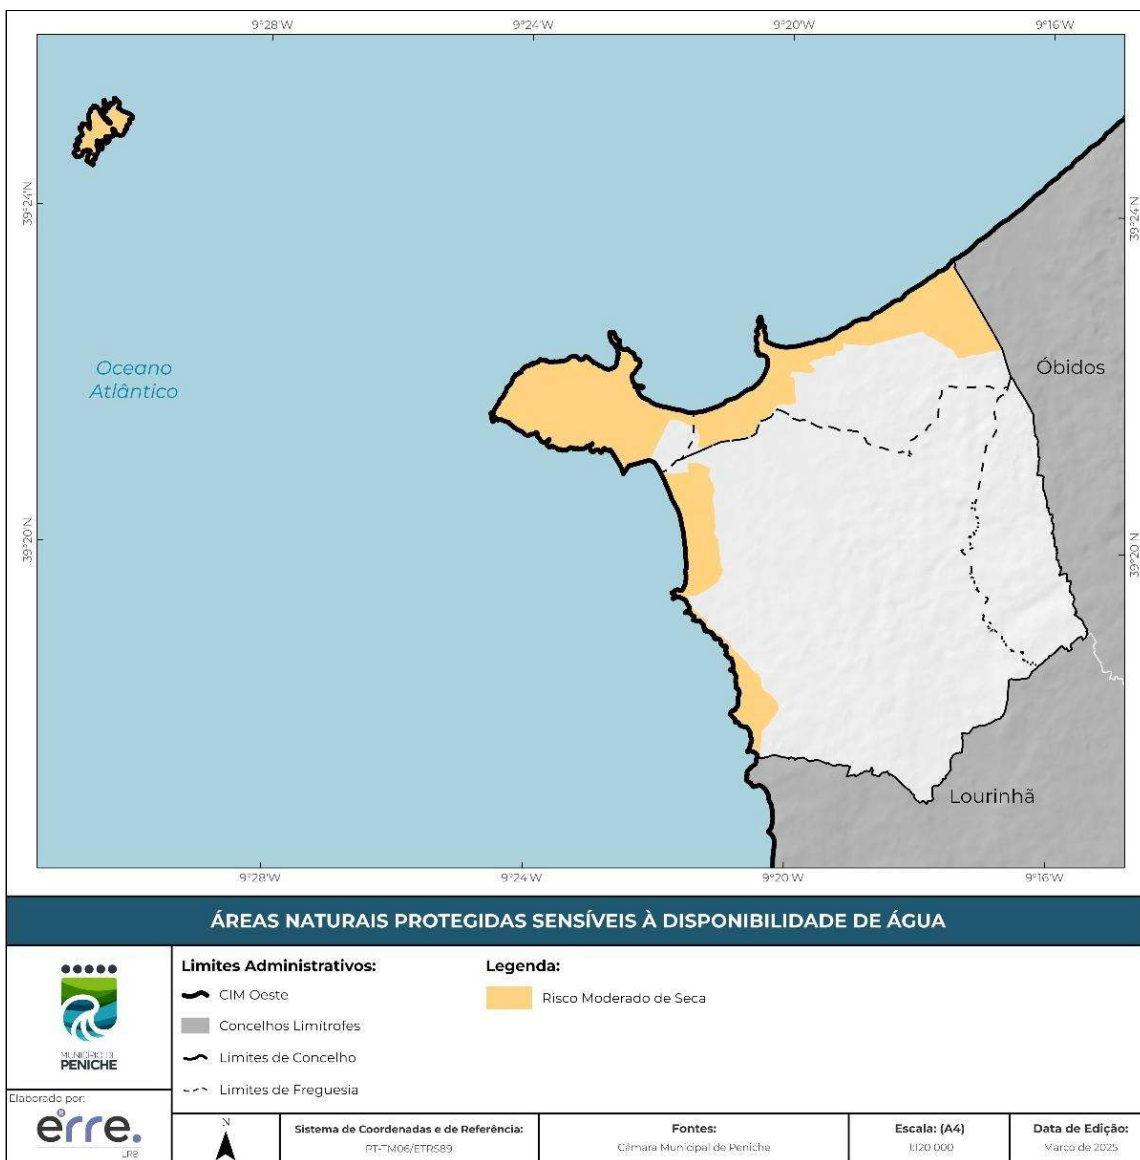 9°28'W 9°24'W 9°20'W 9°16'W
39°24'N
39°24'N
Oceano
Atlântico
Óbidos
39°20'N
39°20'N
Lourinhã
9°28'W 9°24'W 9°20'W 9°16'W
ÁREAS NATURAIS PROTEGIDAS SENSÍVEIS À DISPONIBILIDADE DE ÁGUA
MUNICÍPIO DE
PENICHE
Limites Administrativos:
CIM Oeste
Concelhos Limítrofes
Limites de Concelho
Limites de Freguesia
Legenda:
Risco Moderado de Seca
Elaborado por:
erre.
LRB
N
Sistema de Coordenadas e de Referência:
PT-TM06/ETRS89
Fontes:
Câmara Municipal de Peniche
Escala: (A4)
1:120 000
Data de Edição:
Março de 2025